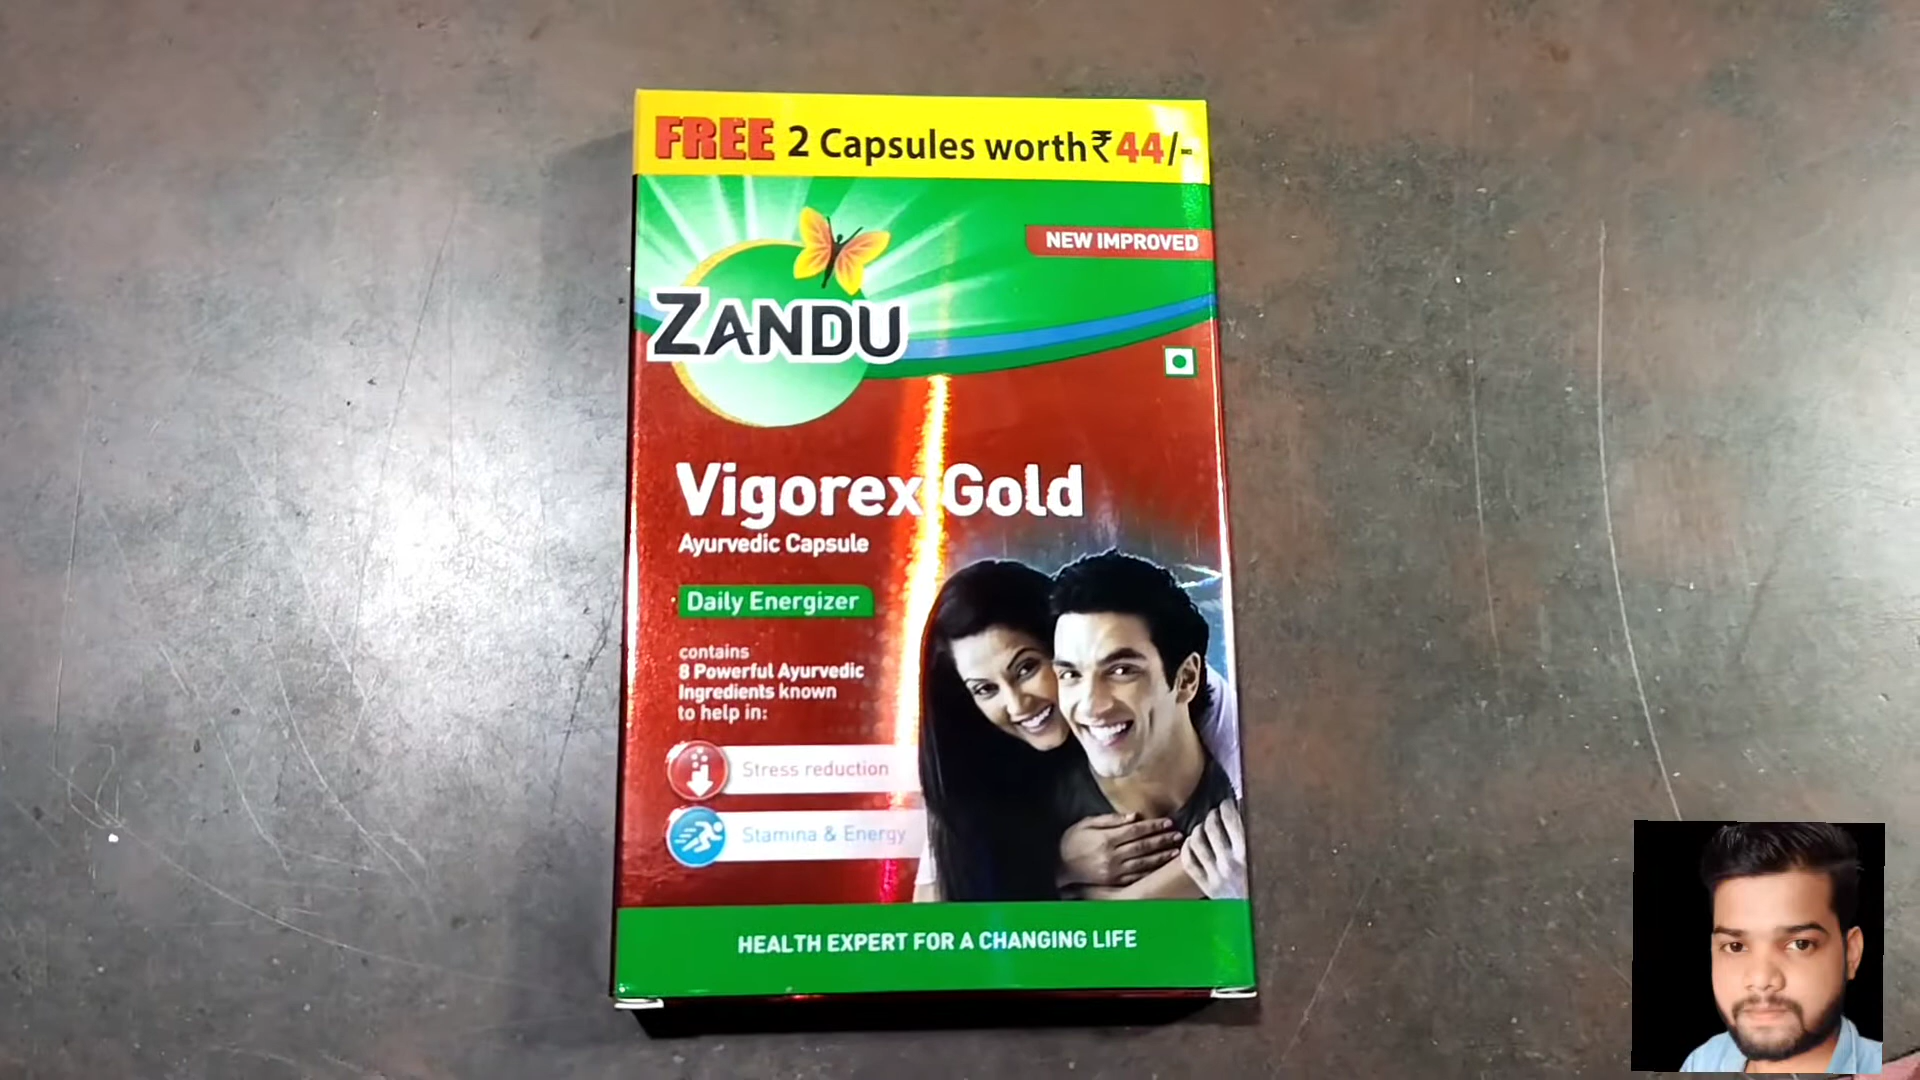 FREE 2 Capsules worth ₹44/-
NEW IMPROVED
ZANDU
Vigorex Gold
Ayurvedic Capsule
Daily Energizer
contains
8 Powerful Ayurvedic
Ingredients known
to help in:
Stress reduction
Stamina & Energy
HEALTH EXPERT FOR A CHANGING LIFE